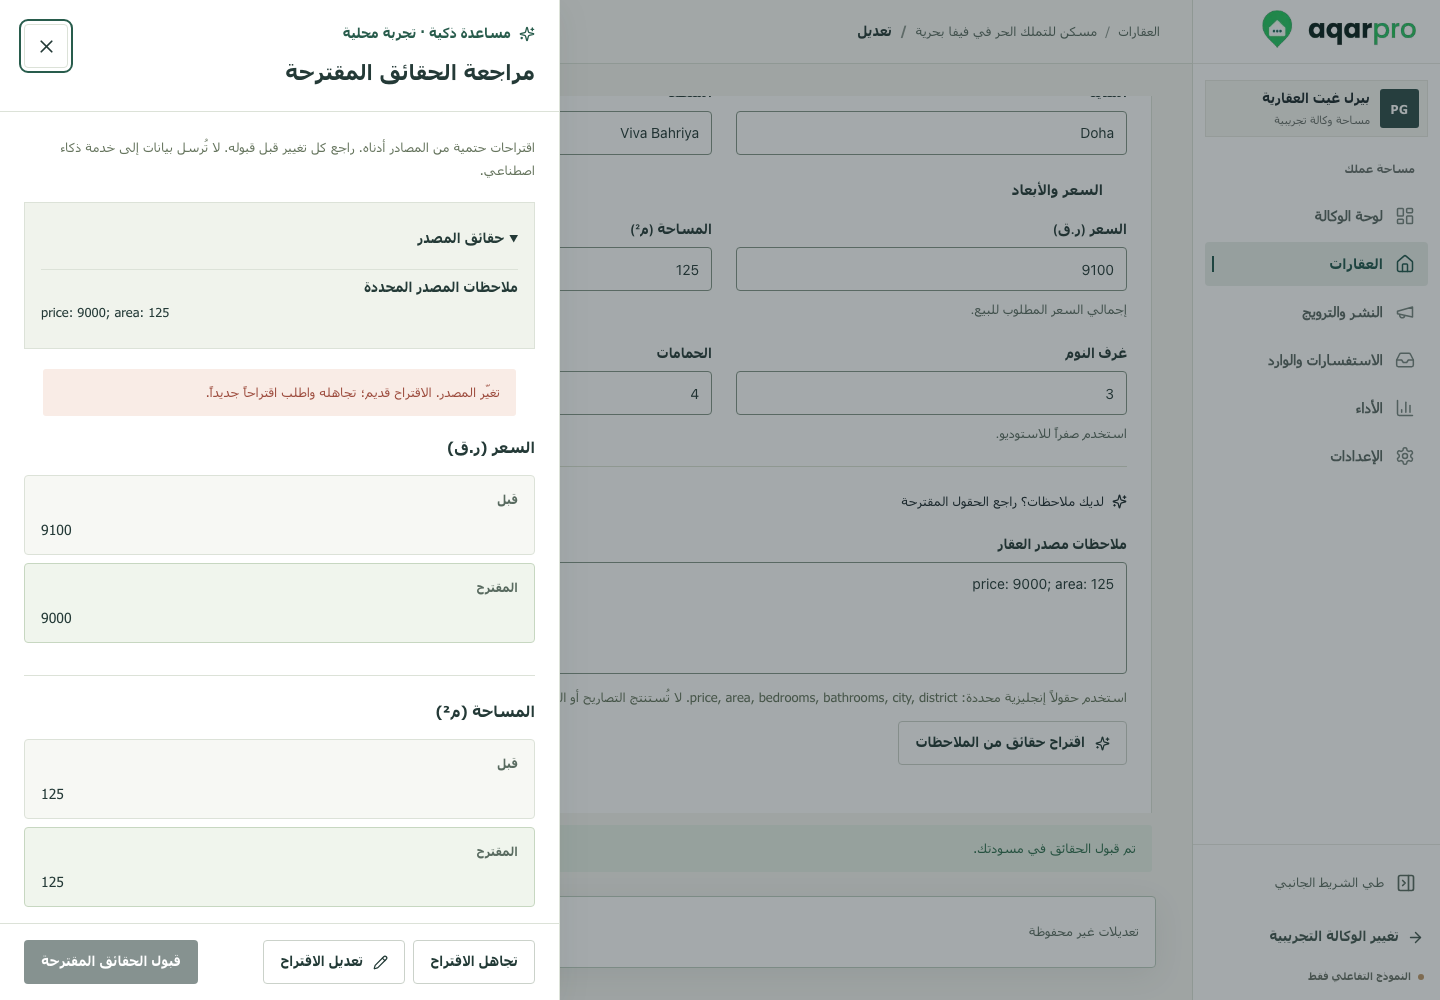 aqarpro
بيرل غيت العقارية
PG
مساحة وكالة تجريبية
مساحة عملك
لوحة الوكالة
العقارات
النشر والترويج
الاستفسارات والوارد
الأداء
الإعدادات
طي الشريط الجانبي
تغيير الوكالة التجريبية
النموذج التفاعلي فقط
العقارات / مسكن للتملك الحر في فيفا بحرية / تعديل
Doha
Viva Bahriya
السعر والأبعاد
السعر (ر.ق)
المساحة (م²)
9100
125
إجمالي السعر المطلوب للبيع.
غرف النوم
الحمامات
3
4
استخدم صفراً للاستوديو.
لديك ملاحظات؟ راجع الحقول المقترحة
ملاحظات مصدر العقار
price: 9000; area: 125
استخدم حقولاً إنجليزية محددة: price, area, bedrooms, bathrooms, city, district. لا تُستنتج التصاريح أو
اقتراح حقائق من الملاحظات
تم قبول الحقائق في مسودتك.
تعديلات غير محفوظة
مساعدة ذكية · تجربة محلية
مراجعة الحقائق المقترحة
اقتراحات حتمية من المصادر أدناه. راجع كل تغيير قبل قبوله. لا تُرسل بيانات إلى خدمة ذكاء
اصطناعي.
▼ حقائق المصدر
ملاحظات المصدر المحددة
price: 9000; area: 125
تغيّر المصدر. الاقتراح قديم؛ تجاهله واطلب اقتراحاً جديداً.
السعر (ر.ق)
قبل
9100
المقترح
9000
المساحة (م²)
قبل
125
المقترح
125
تجاهل الاقتراح
تعديل الاقتراح
قبول الحقائق المقترحة